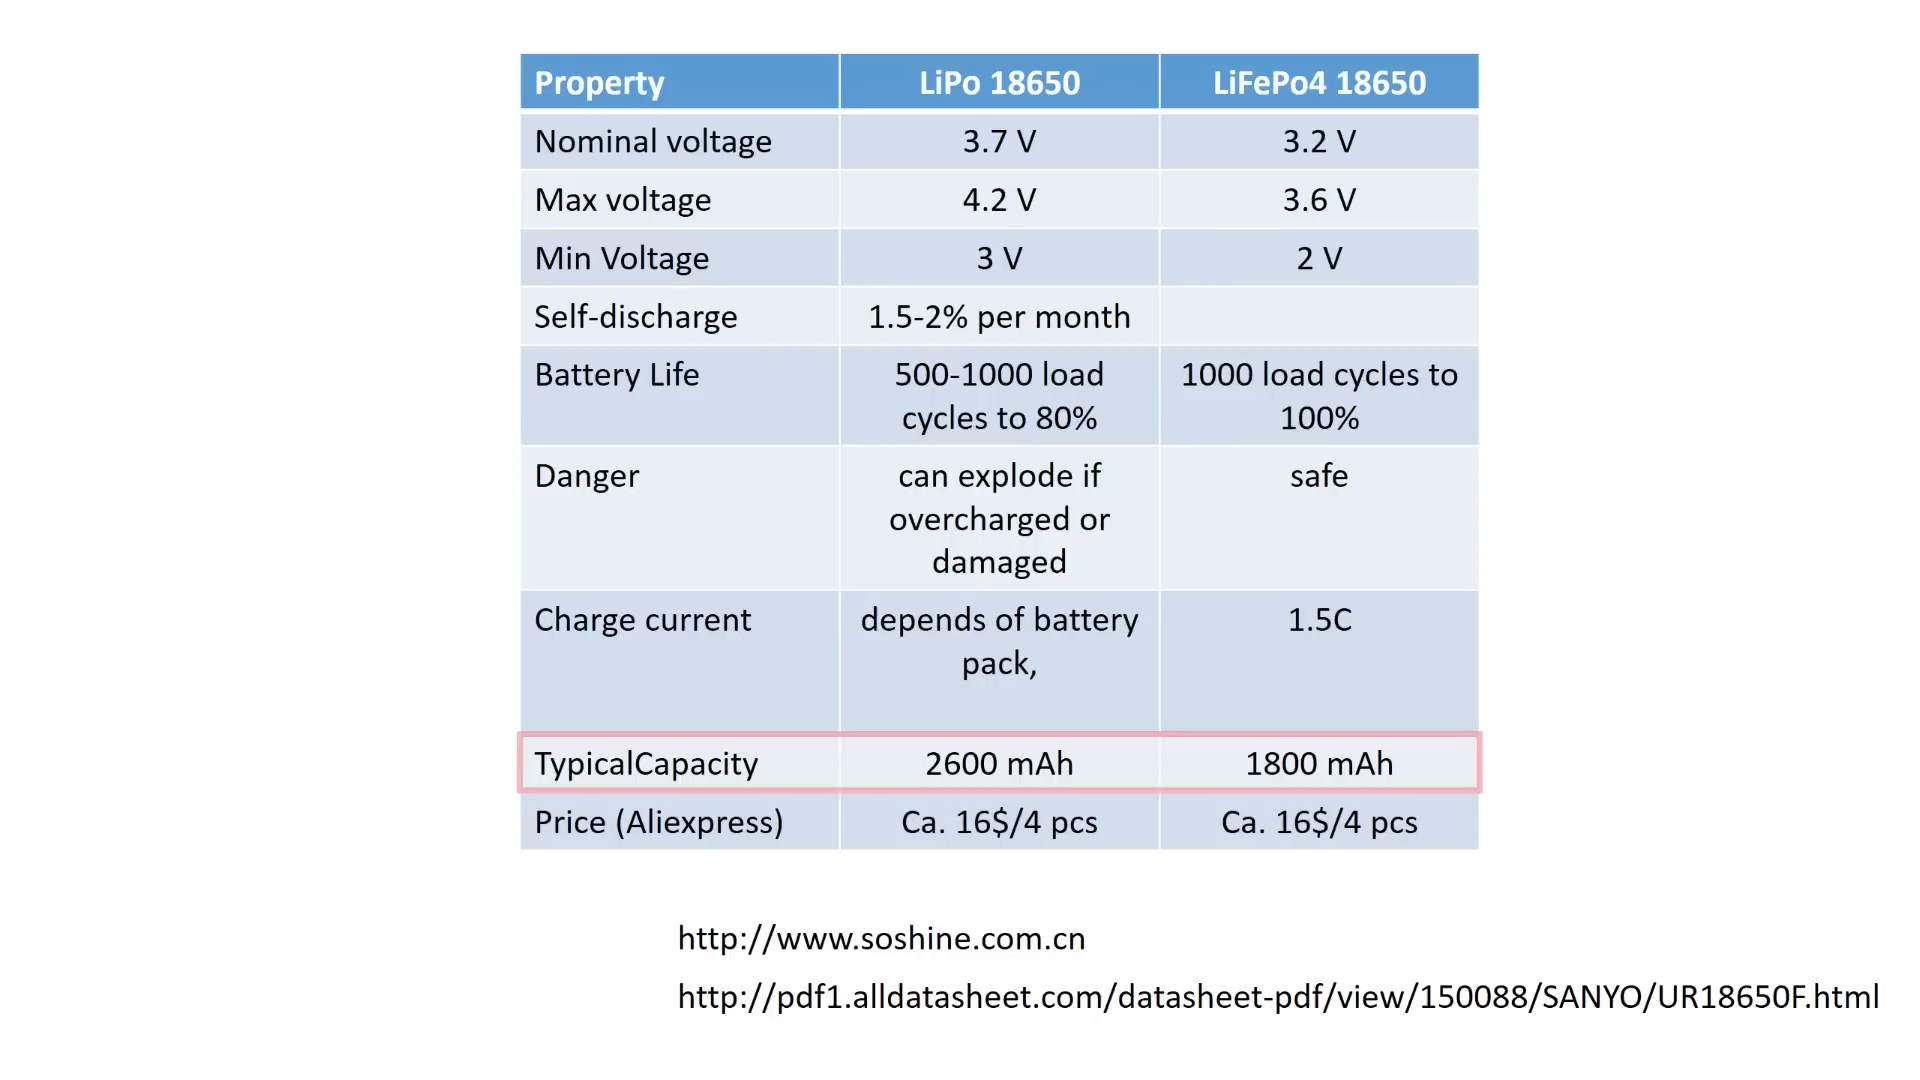 Property LiPo 18650 LiFePo4 18650
Nominal voltage 3.7 V 3.2 V
Max voltage 4.2 V 3.6 V
Min Voltage 3 V 2 V
Self-discharge 1.5-2% per month
Battery Life 500-1000 load 1000 load cycles to
cycles to 80% 100%
Danger can explode if safe
overcharged or
damaged
Charge current depends of battery 1.5C
pack,
TypicalCapacity 2600 mAh 1800 mAh
Price (Aliexpress) Ca. 16$/4 pcs Ca. 16$/4 pcs
http://www.soshine.com.cn
http://pdf1.alldatasheet.com/datasheet-pdf/view/150088/SANYO/UR18650F.html